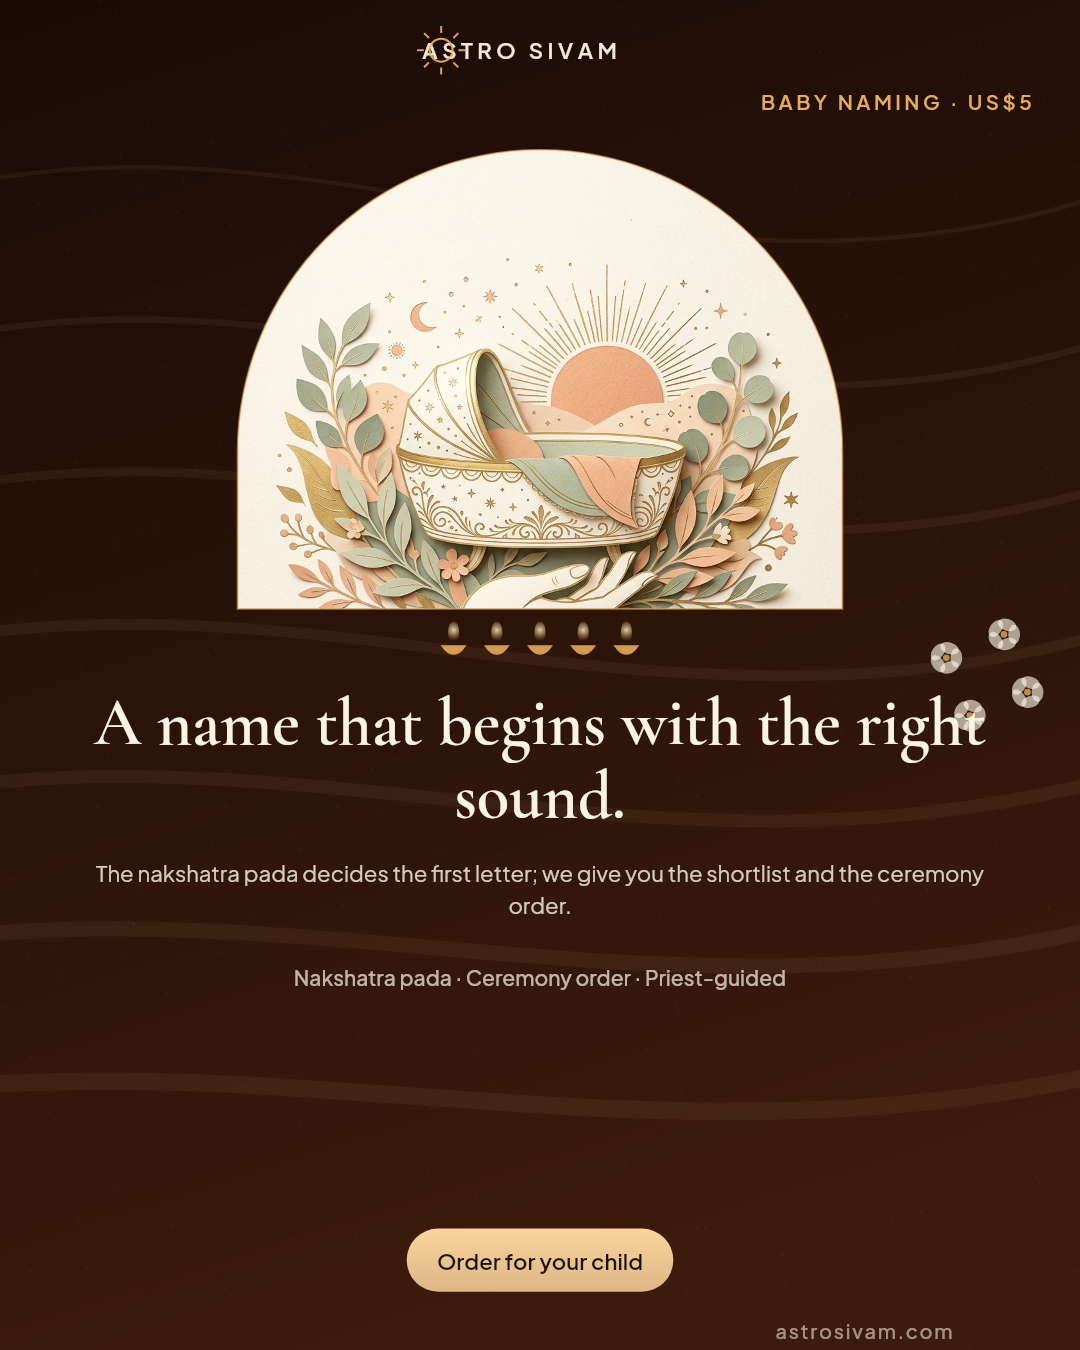 ASTRO SIVAM
BABY NAMING · US$5
A name that begins with the right
sound.
The nakshatra pada decides the first letter; we give you the shortlist and the ceremony
order.
Nakshatra pada · Ceremony order · Priest-guided
Order for your child
astrosivam.com